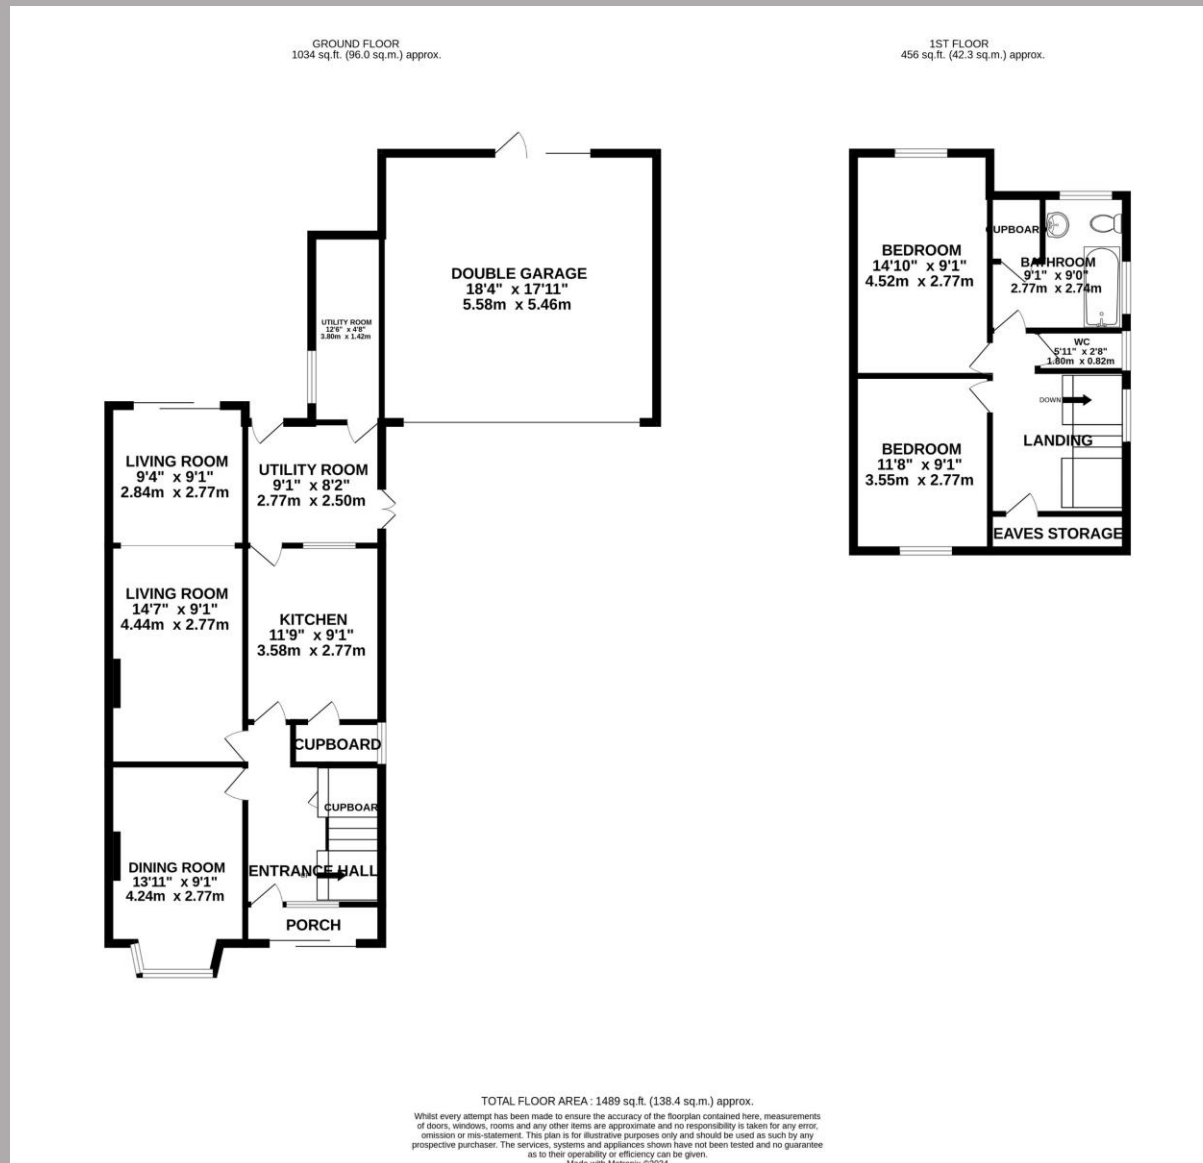 GROUND FLOOR
1034 sq.ft. (96.0 sq.m.) approx.
1ST FLOOR
456 sq.ft. (42.3 sq.m.) approx.
DOUBLE GARAGE
18'4" x 17'11"
5.58m x 5.46m
UTILITY ROOM
12'6" x 4'8"
3.80m x 1.42m
LIVING ROOM
9'4" x 9'1"
2.84m x 2.77m
UTILITY ROOM
9'1" x 8'2"
2.77m x 2.50m
LIVING ROOM
14'7" x 9'1"
4.44m x 2.77m
KITCHEN
11'9" x 9'1"
3.58m x 2.77m
CUPBOARD
CUPBOAR
DINING ROOM
13'11" x 9'1"
4.24m x 2.77m
ENTRANCE HALL
PORCH
BEDROOM
14'10" x 9'1"
4.52m x 2.77m
CUPBOARD
BATHROOM
9'1" x 9'0"
2.77m x 2.74m
WC
5'11" x 2'8"
1.80m x 0.82m
DOWN
LANDING
BEDROOM
11'8" x 9'1"
3.55m x 2.77m
EAVES STORAGE
TOTAL FLOOR AREA : 1489 sq.ft. (138.4 sq.m.) approx.
Whilst every attempt has been made to ensure the accuracy of the floorplan contained here, measurements
of doors, windows, rooms and any other items are approximate and no responsibility is taken for any error,
omission or mis-statement. This plan is for illustrative purposes only and should be used as such by any
prospective purchaser. The services, systems and appliances shown have not been tested and no guarantee
as to their operability or efficiency can be given.
Made with Metropix ©2024